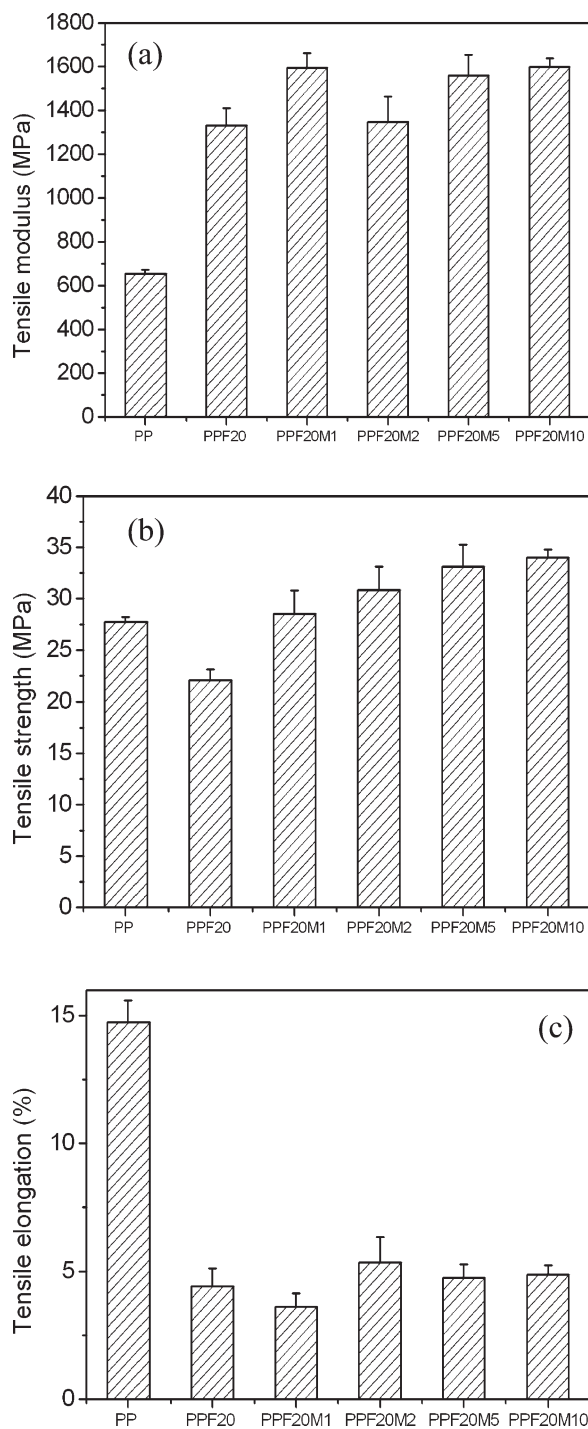 (a)
Tensile modulus (MPa)
1800
1600
1400
1200
1000
800
600
400
200
0
PP PPF20 PPF20M1 PPF20M2 PPF20M5 PPF20M10
(b)
Tensile strength (MPa)
40
35
30
25
20
15
10
5
0
PP PPF20 PPF20M1 PPF20M2 PPF20M5 PPF20M10
(c)
Tensile elongation (%)
15
10
5
0
PP PPF20 PPF20M1 PPF20M2 PPF20M5 PPF20M10